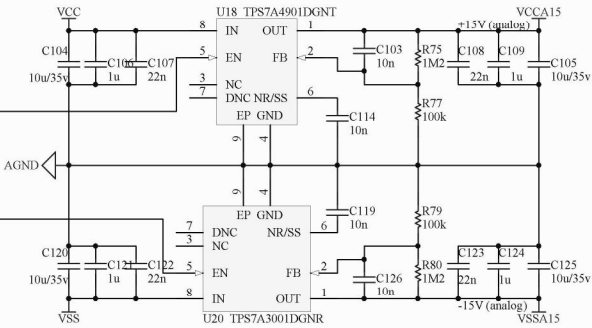 VCC
U18 TPS7A4901DGNT
VCCA15
8 IN OUT 1
+15V (analog)
C104
10u/35v
C106
1u
C107
22n
5 EN FB 2
C103
10n
R75
1M2
C108
22n
C109
1u
C105
10u/35v
3 NC
7 DNC NR/SS 6
EP GND
C114
10n
R77
100k
9 4
AGND
9 4
EP GND
C119
10n
R79
100k
7 DNC NR/SS 6
3 NC
C120
10u/35v
C121
1u
C122
22n
5 EN FB 2
C126
10n
R80
1M2
C123
22n
C124
1u
C125
10u/35v
8 IN OUT 1
-15V (analog)
VSS
U20 TPS7A3001DGNR
VSSA15